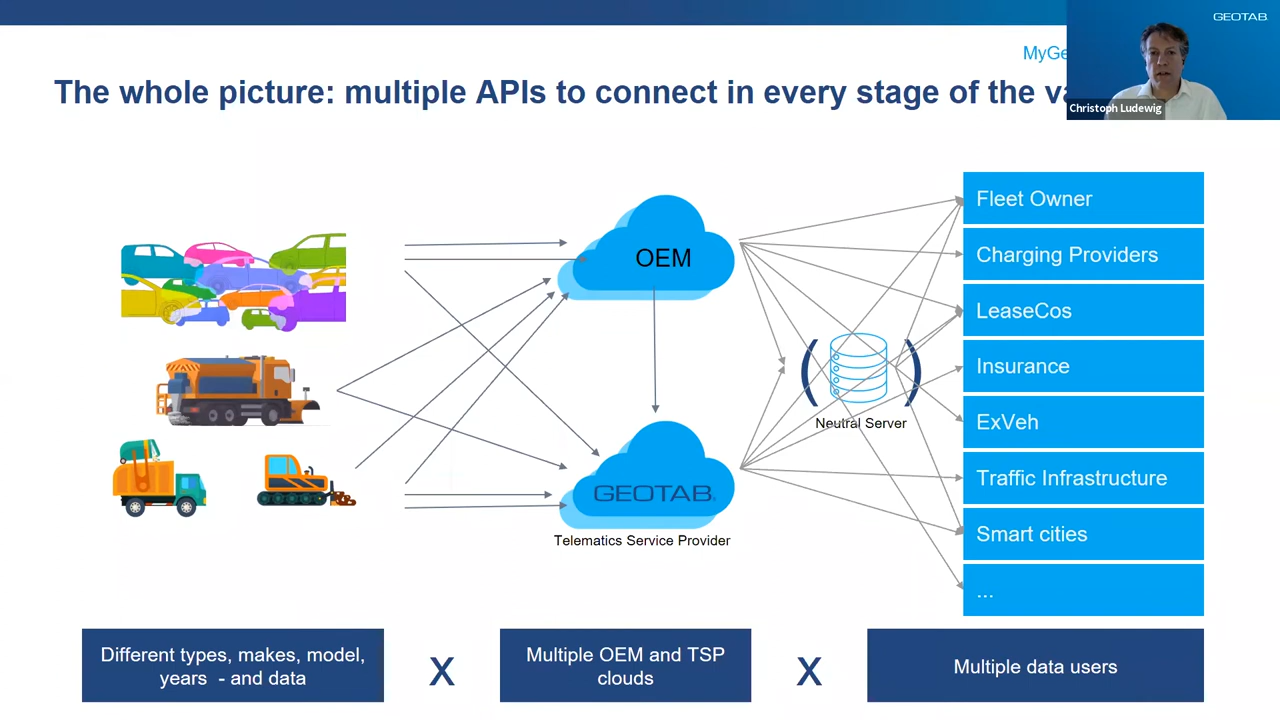 GEOTAB
MyGe
The whole picture: multiple APIs to connect in every stage of the va
Christoph Ludewig
OEM
GEOTAB
Telematics Service Provider
( )
Neutral Server
Fleet Owner
Charging Providers
LeaseCos
Insurance
ExVeh
Traffic Infrastructure
Smart cities
...
Different types, makes, model,
years - and data
X
Multiple OEM and TSP
clouds
X
Multiple data users